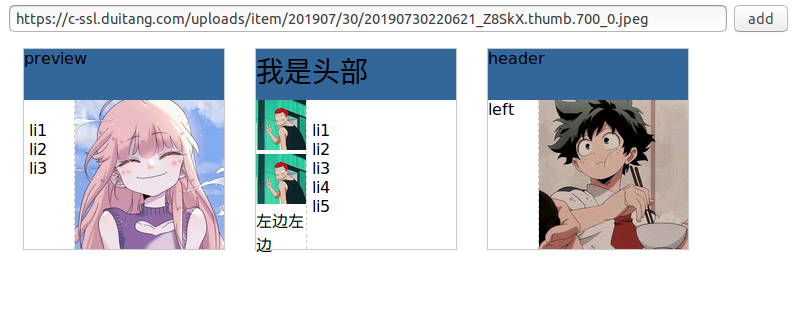 https://c-ssl.duitang.com/uploads/item/201907/30/20190730220621_Z8SkX.thumb.700_0.jpeg
add
preview
li1
li2
li3
我是头部
li1
li2
li3
li4
li5
左边左
边
header
left